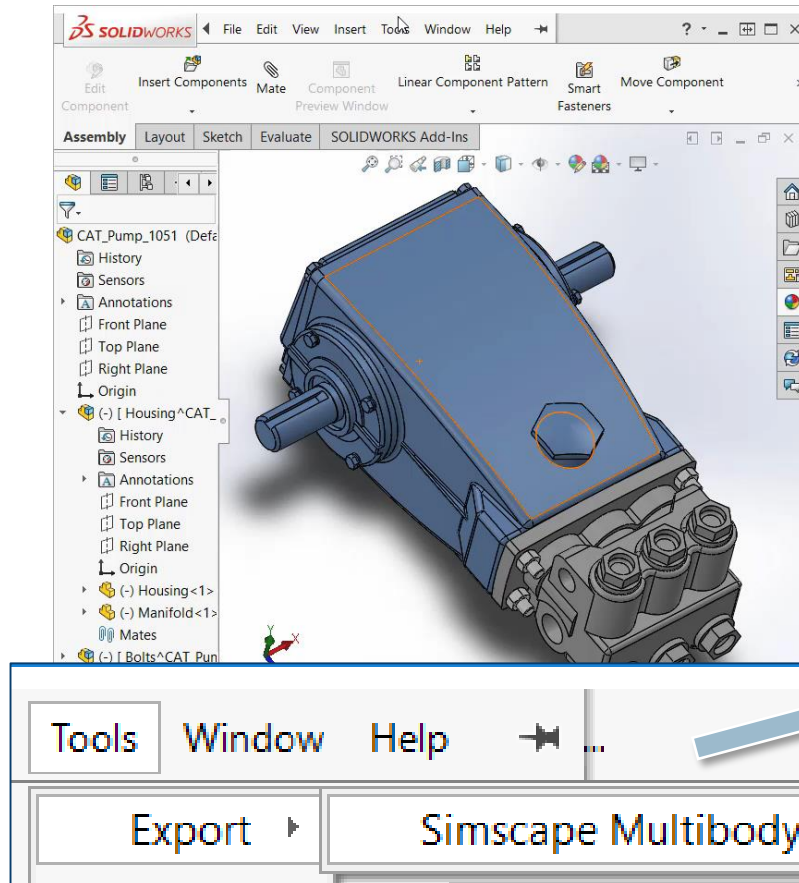 SOLIDWORKS File Edit View Insert Tools Window Help ?
Edit Component Insert Components Mate Component Preview Window Linear Component Pattern Smart Fasteners Move Component
Assembly Layout Sketch Evaluate SOLIDWORKS Add-Ins
CAT_Pump_1051 (Defa
History
Sensors
A Annotations
Front Plane
Top Plane
Right Plane
Origin
(-) [ Housing^CAT_
History
Sensors
A Annotations
Front Plane
Top Plane
Right Plane
Origin
(-) Housing<1>
(-) Manifold<1>
Mates
(-) [ Bolts^CAT_Pun
Y
X
Tools Window Help ...
Export Simscape Multibody